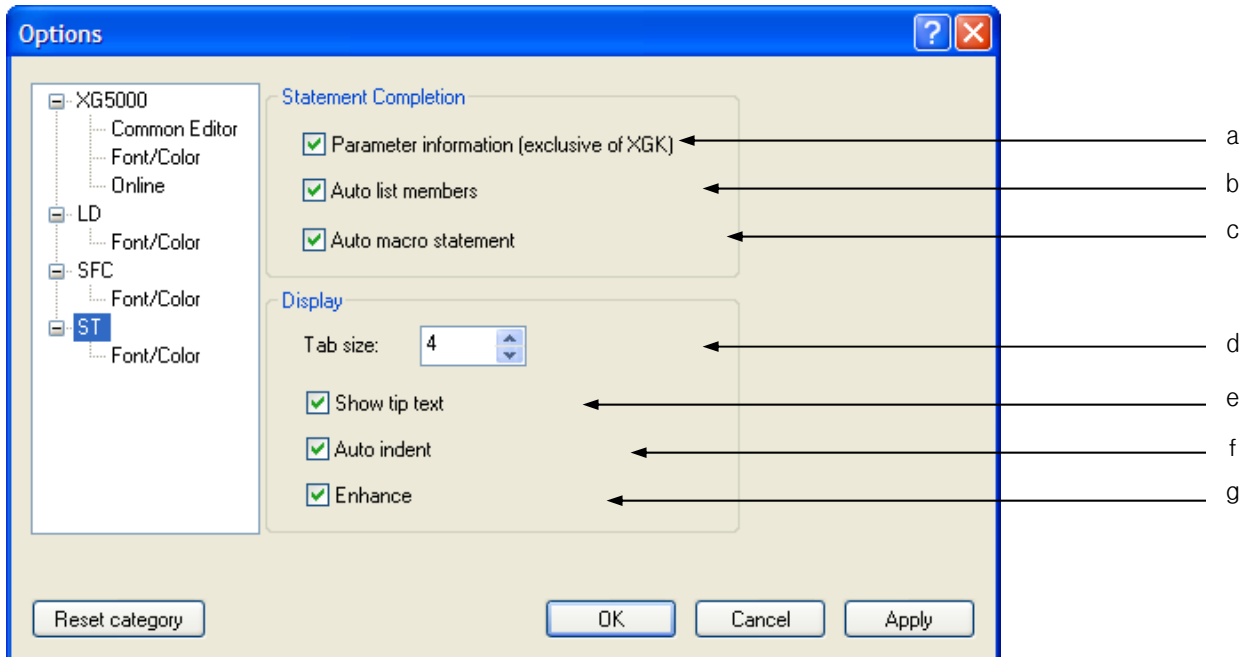 Options
XG5000
Common Editor
Font/Color
Online
LD
Font/Color
SFC
Font/Color
ST
Font/Color
Statement Completion
Parameter information (exclusive of XGK)
a
Auto list members
b
Auto macro statement
c
Display
Tab size:
4
d
Show tip text
e
Auto indent
f
Enhance
g
Reset category
OK
Cancel
Apply